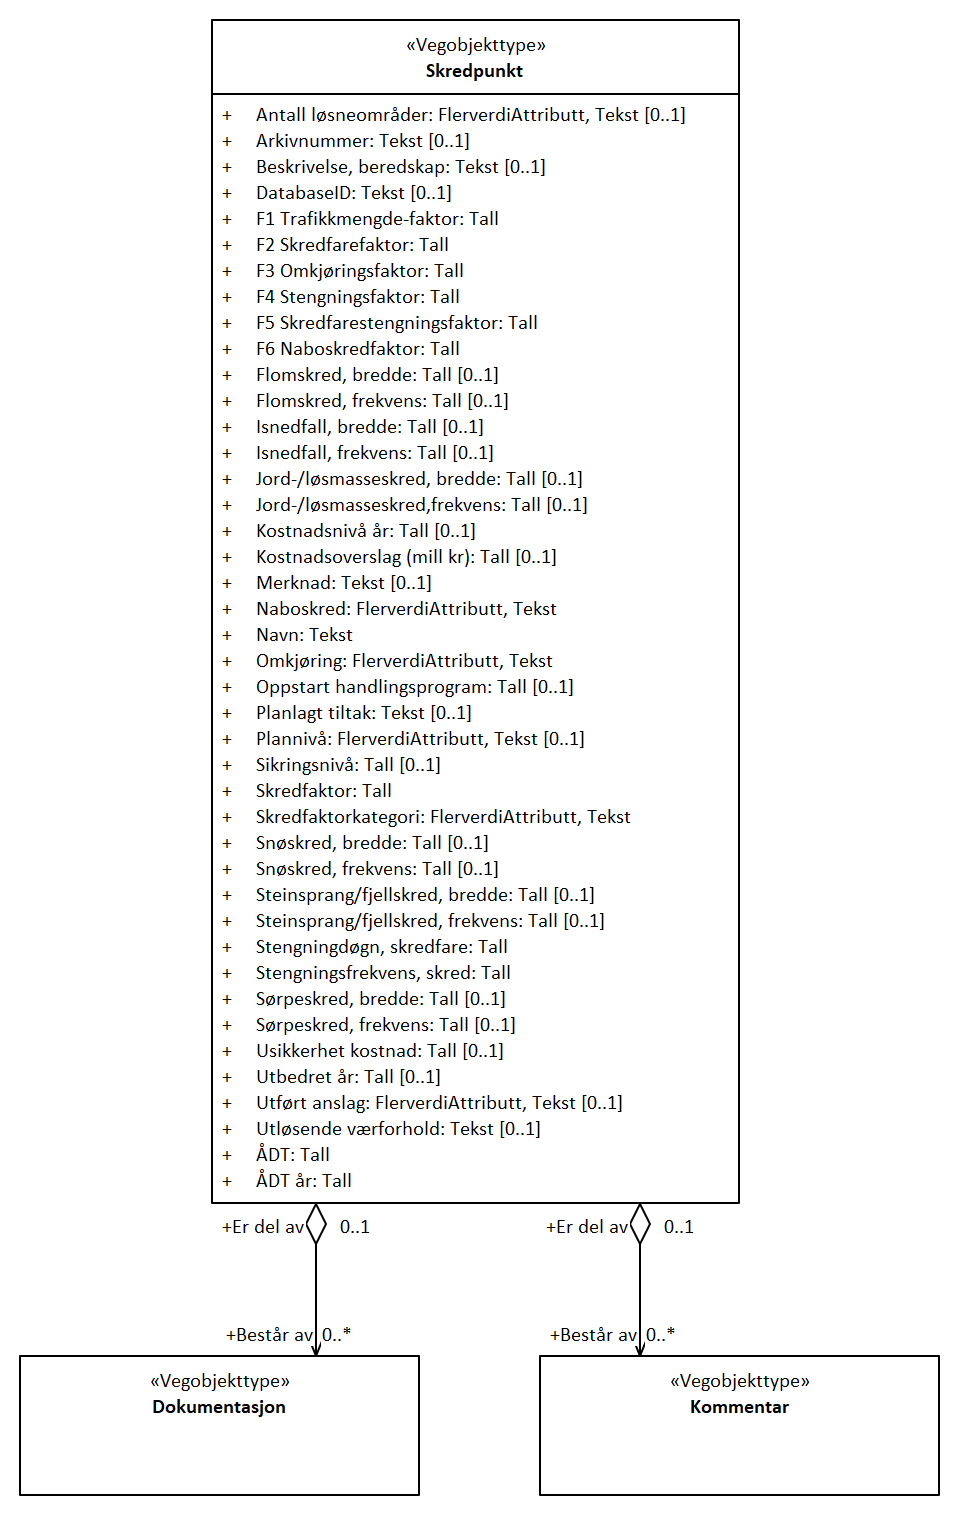 «Vegobjekttype»
Skredpunkt
+ Antall løsneområder: FlerverdiAttributt, Tekst [0..1]
+ Arkivnummer: Tekst [0..1]
+ Beskrivelse, beredskap: Tekst [0..1]
+ DatabaseID: Tekst [0..1]
+ F1 Trafikkmengde-faktor: Tall
+ F2 Skredfarefaktor: Tall
+ F3 Omkjøringsfaktor: Tall
+ F4 Stengningsfaktor: Tall
+ F5 Skredfarestengningsfaktor: Tall
+ F6 Naboskredfaktor: Tall
+ Flomskred, bredde: Tall [0..1]
+ Flomskred, frekvens: Tall [0..1]
+ Isnedfall, bredde: Tall [0..1]
+ Isnedfall, frekvens: Tall [0..1]
+ Jord-/løsmasseskred, bredde: Tall [0..1]
+ Jord-/løsmasseskred,frekvens: Tall [0..1]
+ Kostnadsnivå år: Tall [0..1]
+ Kostnadsoverslag (mill kr): Tall [0..1]
+ Merknad: Tekst [0..1]
+ Naboskred: FlerverdiAttributt, Tekst
+ Navn: Tekst
+ Omkjøring: FlerverdiAttributt, Tekst
+ Oppstart handlingsprogram: Tall [0..1]
+ Planlagt tiltak: Tekst [0..1]
+ Plannivå: FlerverdiAttributt, Tekst [0..1]
+ Sikringsnivå: Tall [0..1]
+ Skredfaktor: Tall
+ Skredfaktorkategori: FlerverdiAttributt, Tekst
+ Snøskred, bredde: Tall [0..1]
+ Snøskred, frekvens: Tall [0..1]
+ Steinsprang/fjellskred, bredde: Tall [0..1]
+ Steinsprang/fjellskred, frekvens: Tall [0..1]
+ Stengningdøgn, skredfare: Tall
+ Stengningsfrekvens, skred: Tall
+ Sørpeskred, bredde: Tall [0..1]
+ Sørpeskred, frekvens: Tall [0..1]
+ Usikkerhet kostnad: Tall [0..1]
+ Utbedret år: Tall [0..1]
+ Utført anslag: FlerverdiAttributt, Tekst [0..1]
+ Utløsende værforhold: Tekst [0..1]
+ ÅDT: Tall
+ ÅDT år: Tall
+Er del av 0..1 +Er del av 0..1
+Består av 0..* +Består av 0..*
«Vegobjekttype»
Dokumentasjon
«Vegobjekttype»
Kommentar